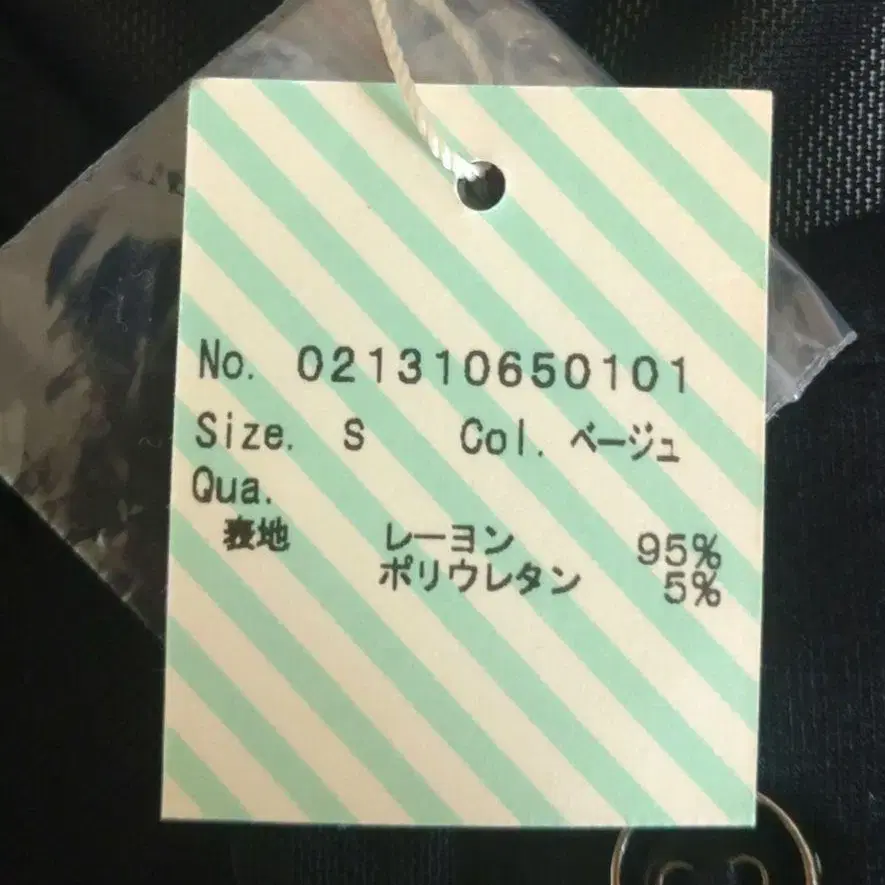 No. 021310650101
Size. S Col. ベージュ
Qua.
表地 レーヨン 95%
ポリウレタン 5%